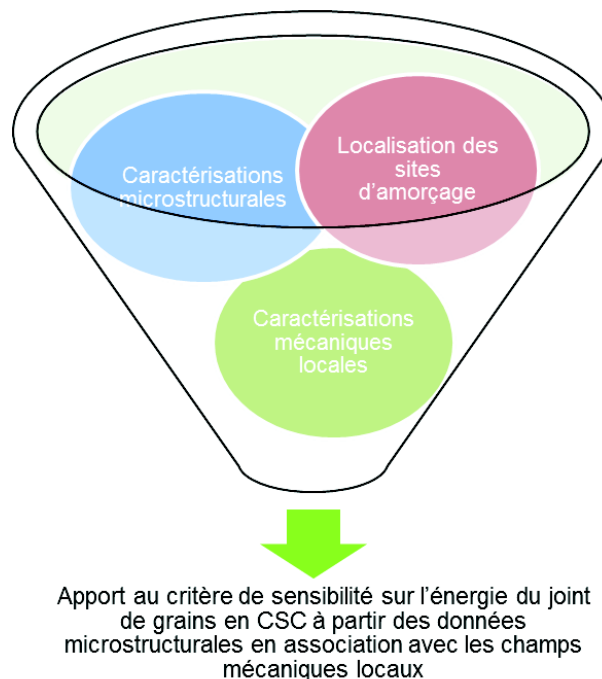 Caractérisations
microstructurales
Localisation des
sites
d'amorçage
Caractérisations
mécaniques
locales
Apport au critère de sensibilité sur l'énergie du joint
de grains en CSC à partir des données
microstructurales en association avec les champs
mécaniques locaux